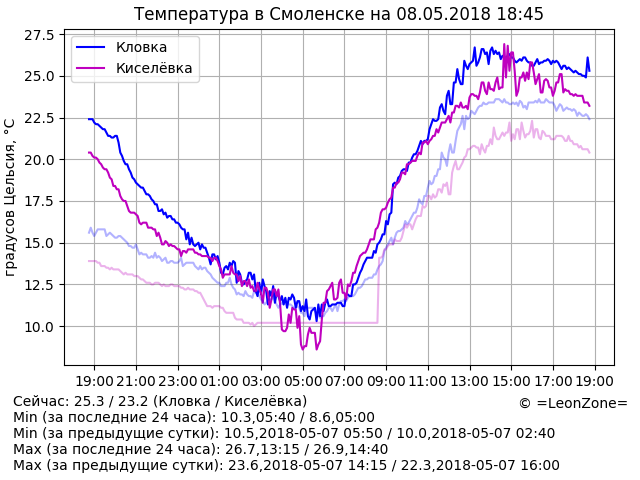 Температура в Смоленске на 08.05.2018 18:45
27.5
25.0
22.5
20.0
17.5
15.0
12.5
10.0
градусов Цельсия, °C
Кловка
Киселёвка
19:00 21:00 23:00 01:00 03:00 05:00 07:00 09:00 11:00 13:00 15:00 17:00 19:00
Сейчас: 25.3 / 23.2 (Кловка / Киселёвка)
© =LeonZone=
Min (за последние 24 часа): 10.3,05:40 / 8.6,05:00
Min (за предыдущие сутки): 10.5,2018-05-07 05:50 / 10.0,2018-05-07 02:40
Max (за последние 24 часа): 26.7,13:15 / 26.9,14:40
Max (за предыдущие сутки): 23.6,2018-05-07 14:15 / 22.3,2018-05-07 16:00